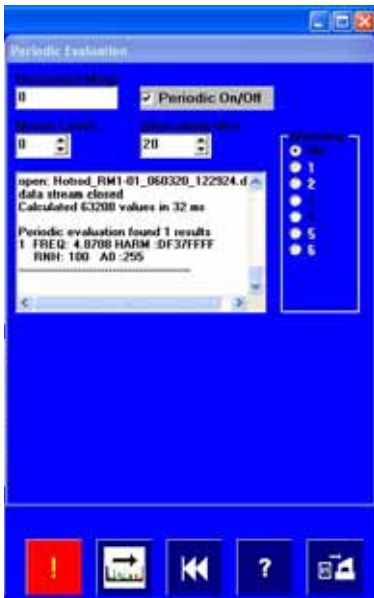 Periodic Evaluation
0
Periodic On/Off
0
20
No
1
2
5
6
open: Hotrod_RM1-01_060320_122924.d
data stream closed
Calculated 63208 values in 32 ms
Periodic evaluation found 1 results
1 FREQ: 4.8708 HARM :DF37FFFF
RNH: 100 A0 :255
!
?